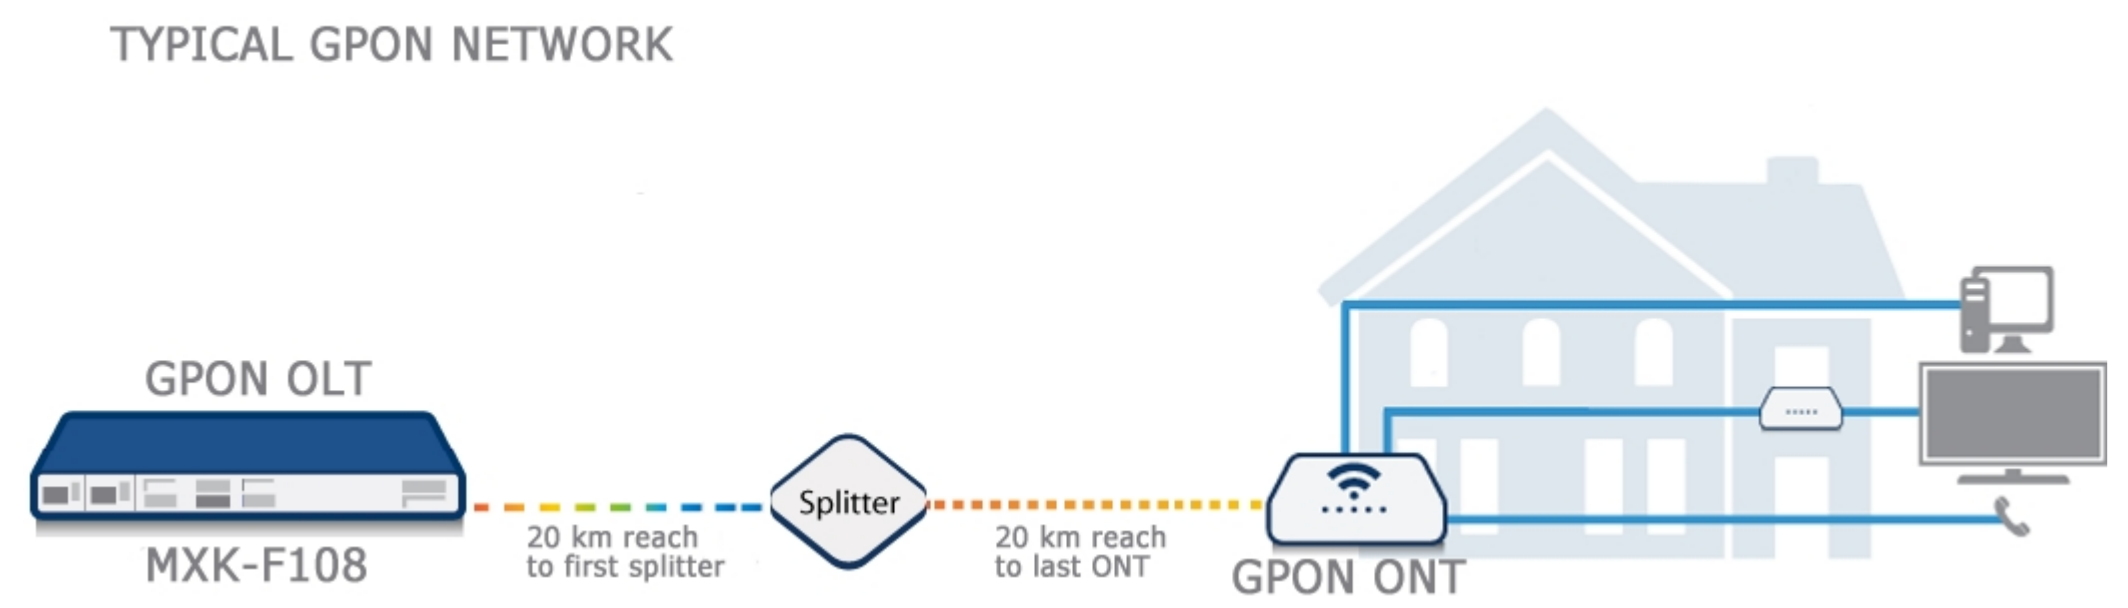 TYPICAL GPON NETWORK
GPON OLT
MXK-F108
20 km reach
to first splitter
Splitter
20 km reach
to last ONT
GPON ONT